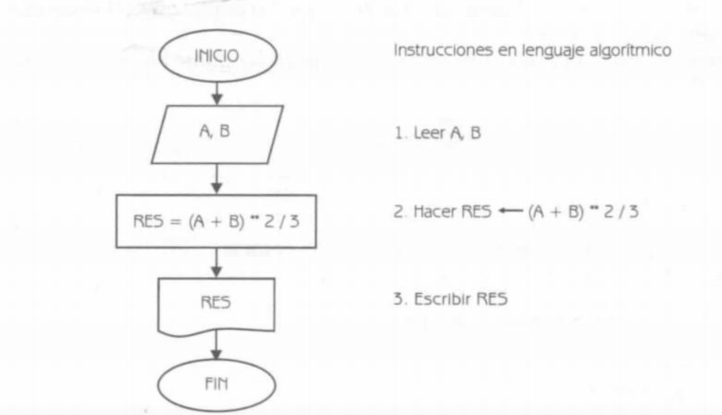 INICIO
Instrucciones en lenguaje algorítmico
A, B
1. Leer A, B
RES = (A + B) ** 2 / 3
2. Hacer RES ← (A + B) ** 2 / 3
RES
3. Escribir RES
FIN